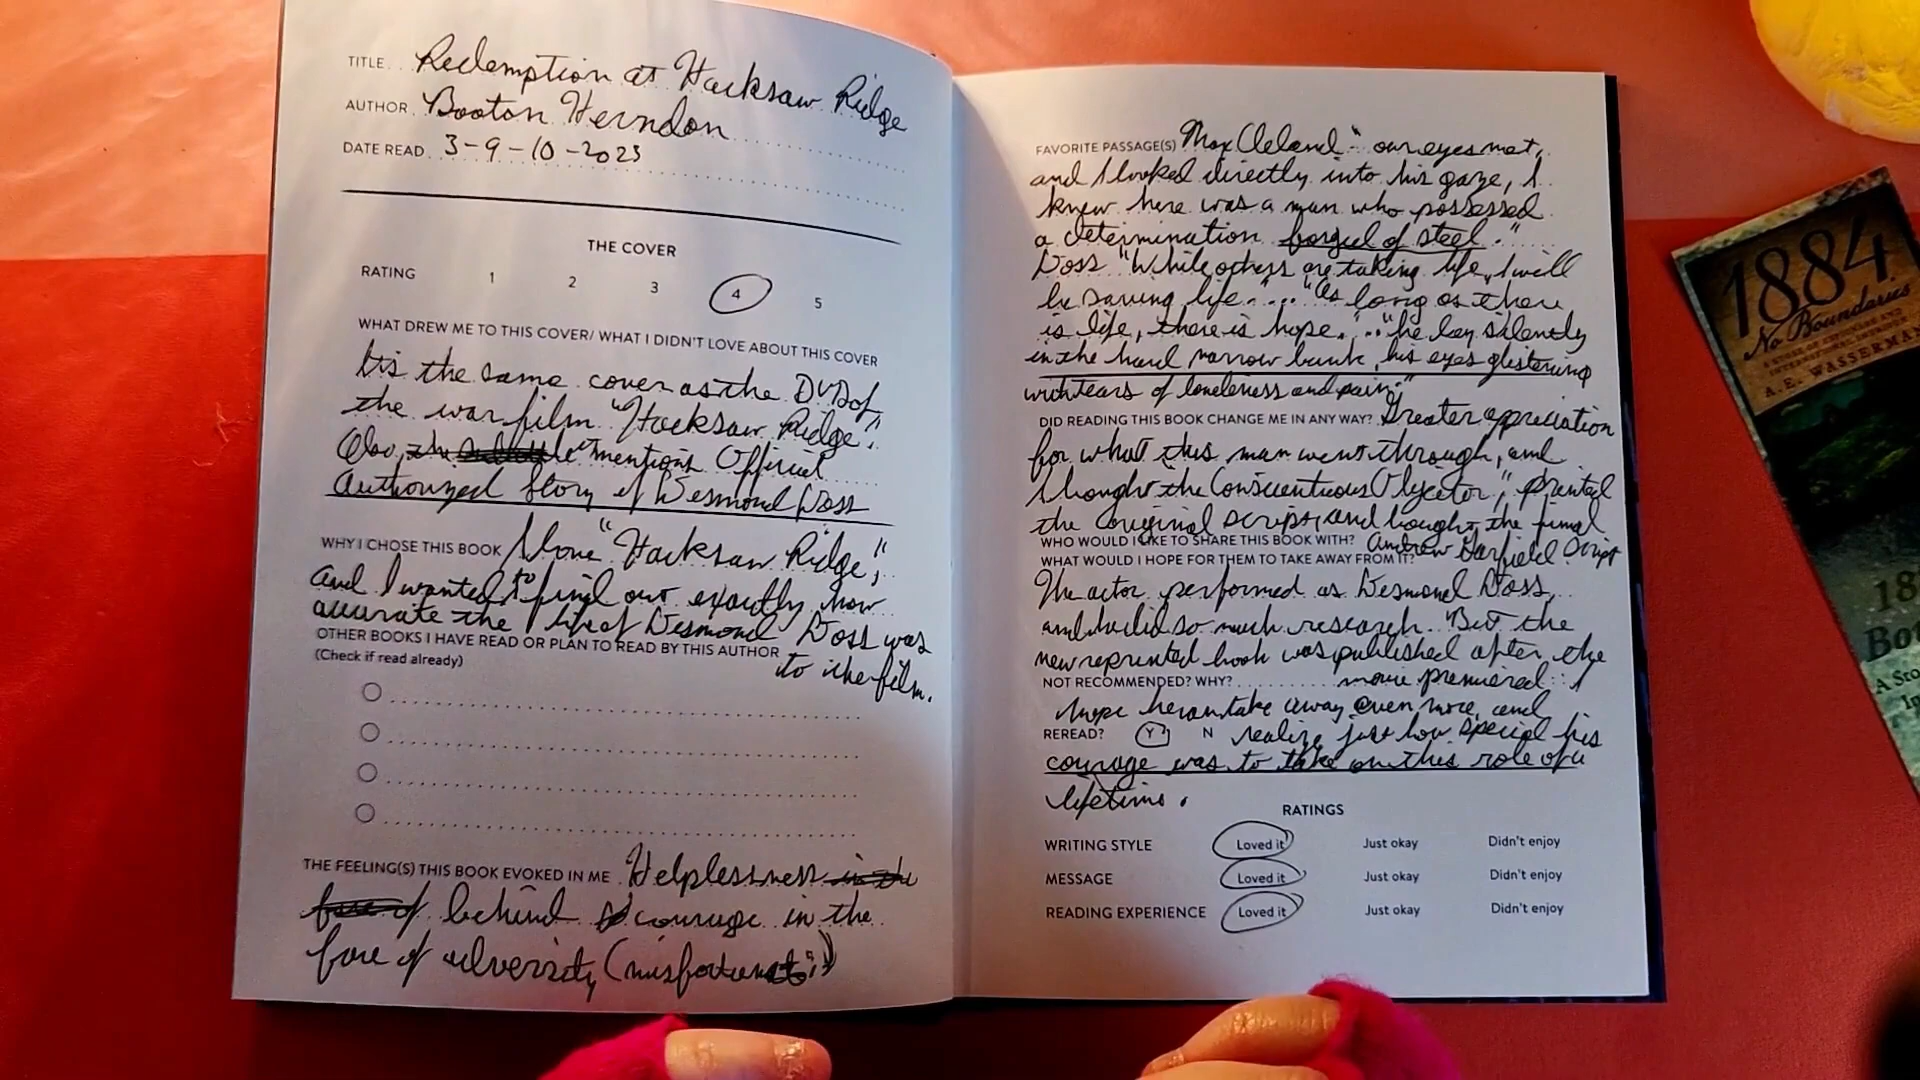 TITLE Redemption at Hacksaw Ridge
AUTHOR Booton Herndon
DATE READ 3-9-10-2023
THE COVER
RATING 1 2 3 4 5
WHAT DREW ME TO THIS COVER/ WHAT I DIDN'T LOVE ABOUT THIS COVER
It is the same cover as the DVD of
the war film "Hacksaw Ridge".
Also, the mentions Official
Authorized Story of Desmond Doss
WHY I CHOSE THIS BOOK I love "Hacksaw Ridge,"
and I wanted to find out exactly how
accurate the life of Desmond Doss was
to the film.
OTHER BOOKS I HAVE READ OR PLAN TO READ BY THIS AUTHOR
(Check if read already)
THE FEELING(S) THIS BOOK EVOKED IN ME Helplessness in the
face of behind courage in the
face of adversity (misfortune)
FAVORITE PASSAGE(S) Max Cleland - "our eyes met,
and I looked directly into his gaze, I
knew here was a man who possessed
a determination forged of steel."
Doss "While others are taking life, I will
be saving life."... "As long as there
is life, there is hope."..."he lay silently
in the hard narrow bunk, his eyes glistening
with tears of loneliness and pain."
DID READING THIS BOOK CHANGE ME IN ANY WAY? Greater appreciation
for what this man went through, and
I bought "the Conscientious Objector," printed
the original script, and bought the final
script
WHO WOULD I LIKE TO SHARE THIS BOOK WITH? Andrew Garfield
WHAT WOULD I HOPE FOR THEM TO TAKE AWAY FROM IT?
The actor performed as Desmond Doss,
and he did so much research. But the
new reprinted book was published after the
NOT RECOMMENDED? WHY? movie premiered. I
hope he can take away even more, and
REREAD? Y N realize just how special his
courage was to take on this role of a
lifetime.
RATINGS
WRITING STYLE Loved it Just okay Didn't enjoy
MESSAGE Loved it Just okay Didn't enjoy
READING EXPERIENCE Loved it Just okay Didn't enjoy
1884
No Boundaries
A STORY OF ESPIONAGE AND
INTERNATIONAL
A.E. WASSERMAN